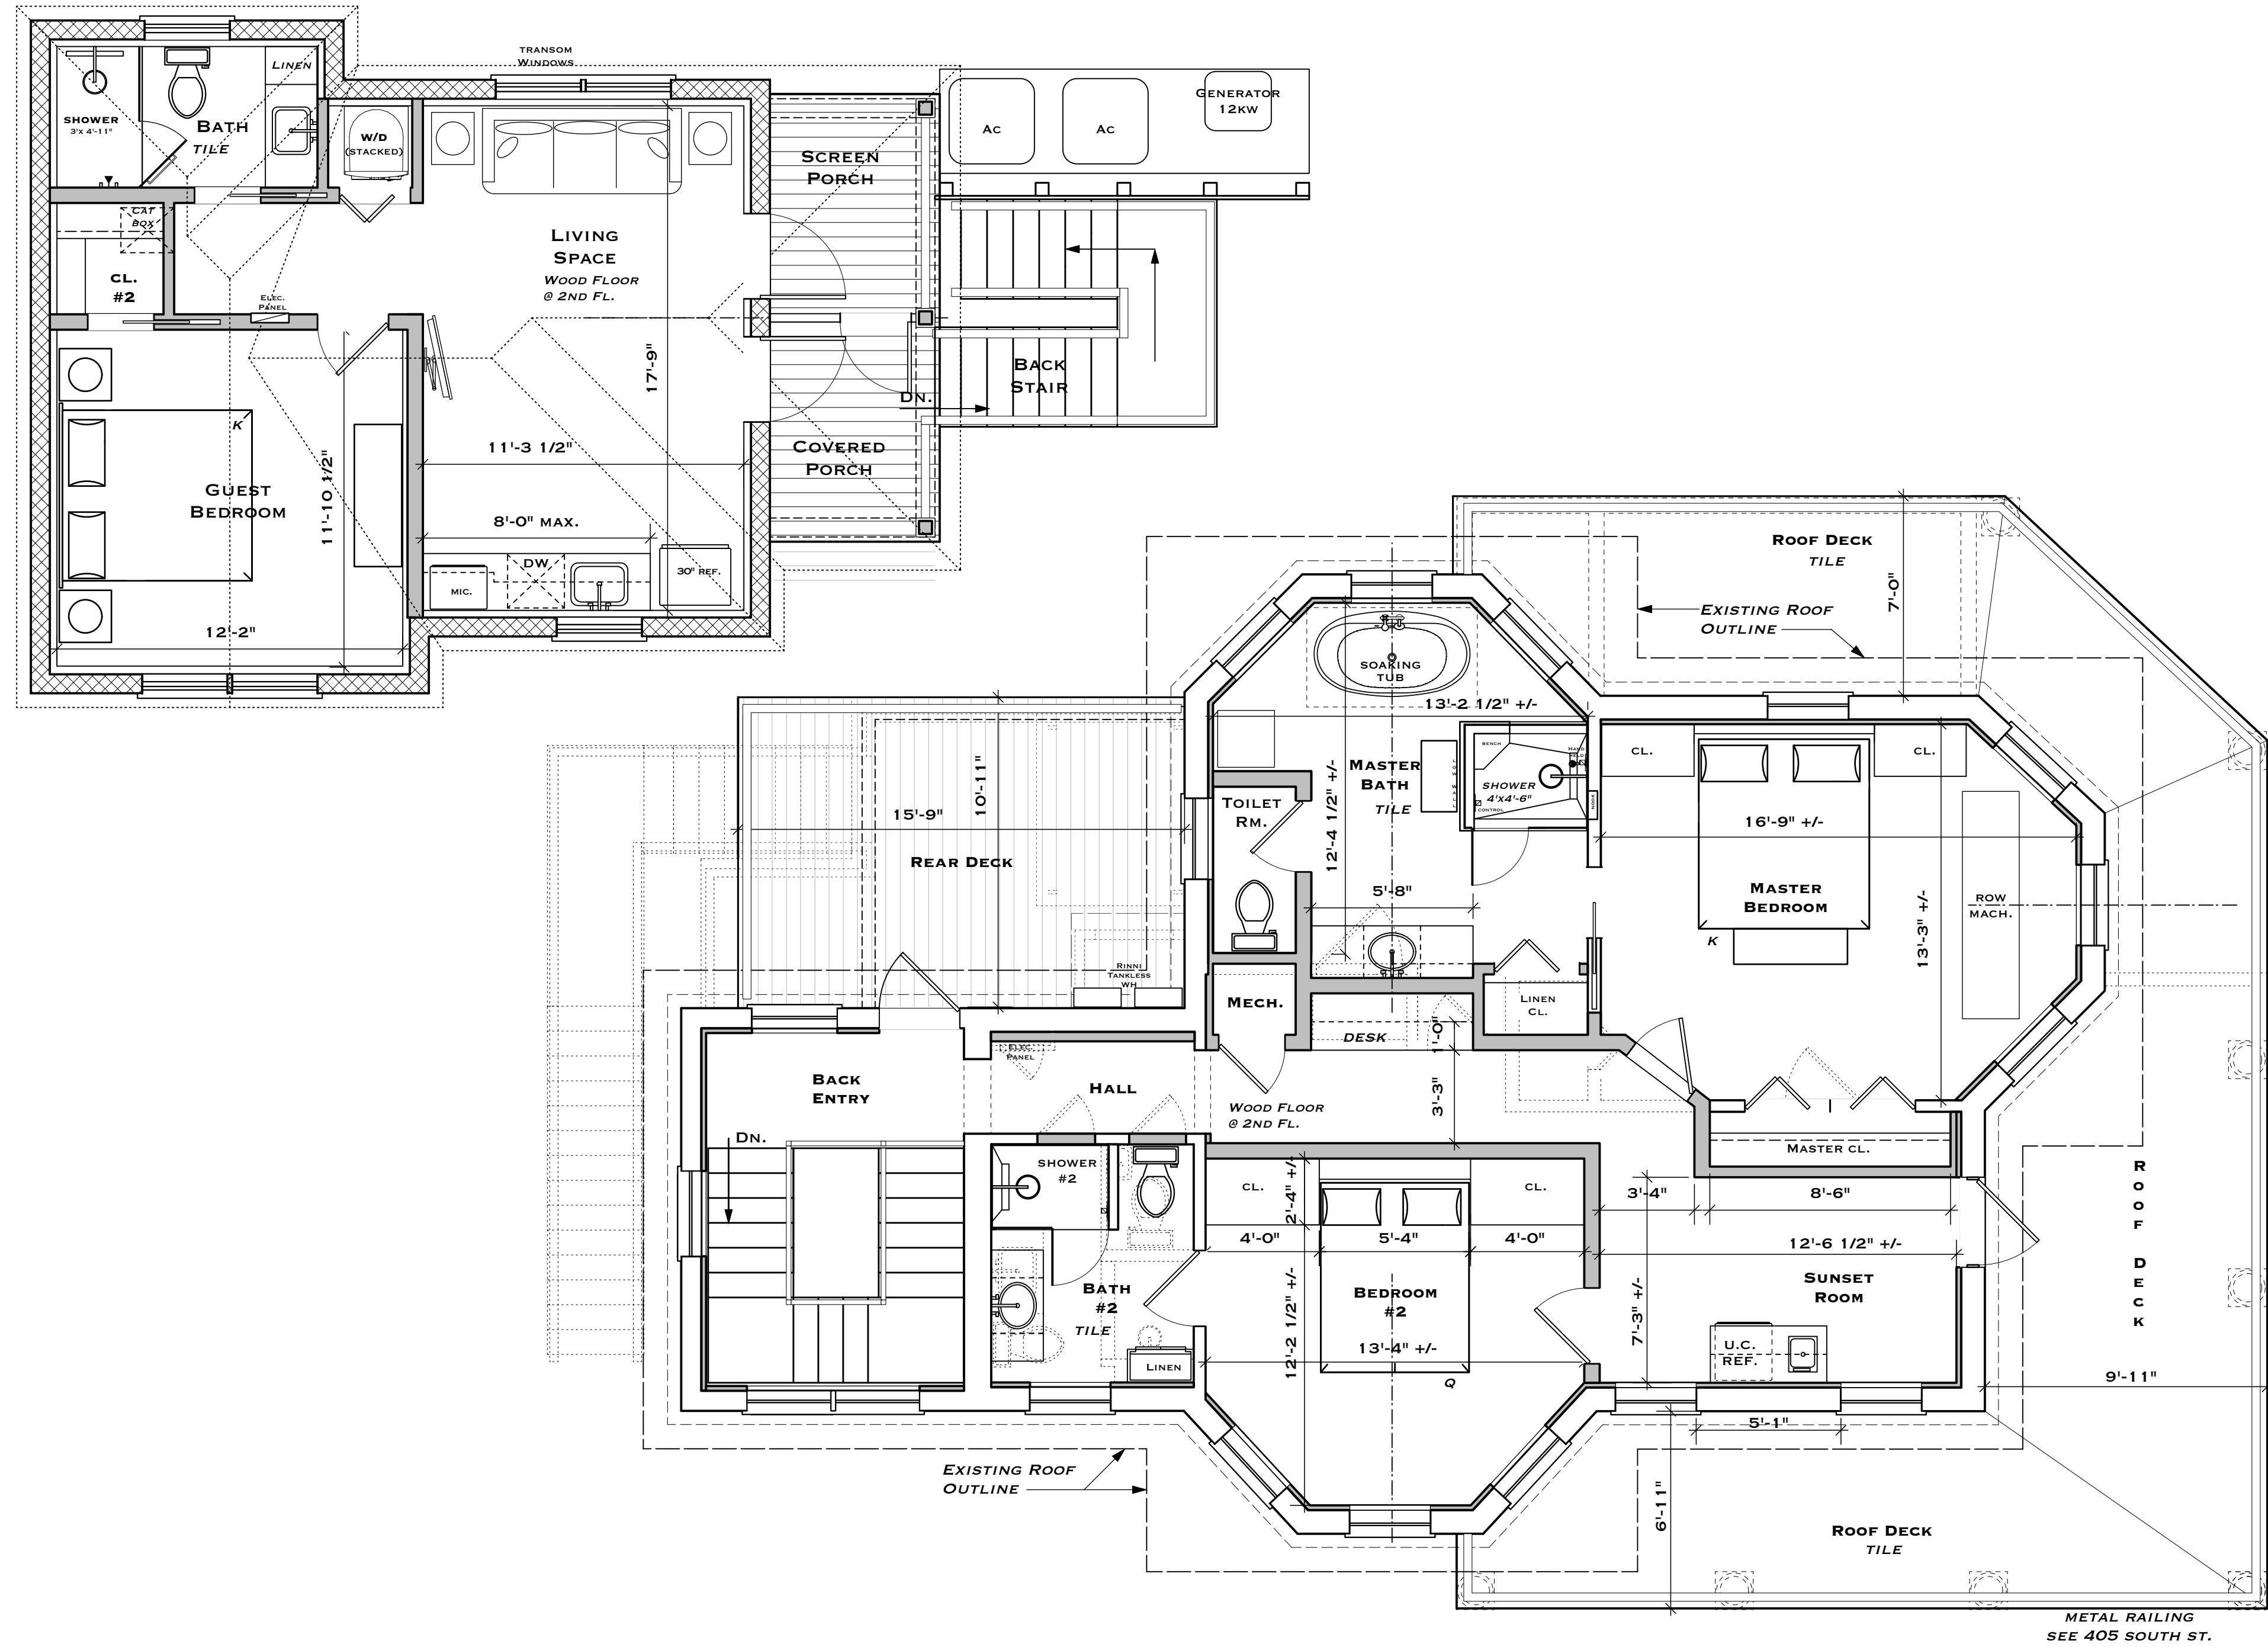 TRANSOM
WINDOWS
LINEN
SHOWER
3'x 4'-11"
BATH
TILE
W/D
(STACKED)
SCREEN
PORCH
AC
AC
GENERATOR
12KW
CAT
BOX
CL.
#2
ELEC.
PANEL
LIVING
SPACE
WOOD FLOOR
@ 2ND FL.
17'-9"
BACK
STAIR
DN.
K
11'-3 1/2"
COVERED
PORCH
GUEST
BEDROOM
11'-10 1/2"
8'-0" MAX.
DW
MIC.
30" REF.
12'-2"
ROOF DECK
TILE
7'-0"
EXISTING ROOF
OUTLINE
SOAKING
TUB
13'-2 1/2" +/-
10'-11"
15'-9"
REAR DECK
12'-4 1/2" +/-
MASTER
BATH
TILE
BENCH
SHOWER
4'X4'-6"
CONTROL
NOOK
CL.
CL.
TOILET
RM.
16'-9" +/-
5'-8"
MASTER
BEDROOM
K
13'-3" +/-
ROW
MACH.
RINNI
TANKLESS
WH
MECH.
LINEN
CL.
DESK
1'-0"
ELEC.
PANEL
BACK
ENTRY
HALL
3'-3"
WOOD FLOOR
@ 2ND FL.
DN.
MASTER CL.
SHOWER
#2
CL.
2'-4" +/-
CL.
3'-4"
8'-6"
4'-0"
5'-4"
4'-0"
12'-6 1/2" +/-
ROOF DECK
BATH
#2
TILE
12'-2 1/2" +/-
BEDROOM
#2
SUNSET
ROOM
7'-3" +/-
13'-4" +/-
U.C.
REF.
LINEN
Q
9'-11"
5'-1"
EXISTING ROOF
OUTLINE
6'-11"
ROOF DECK
TILE
METAL RAILING
SEE 405 SOUTH ST.